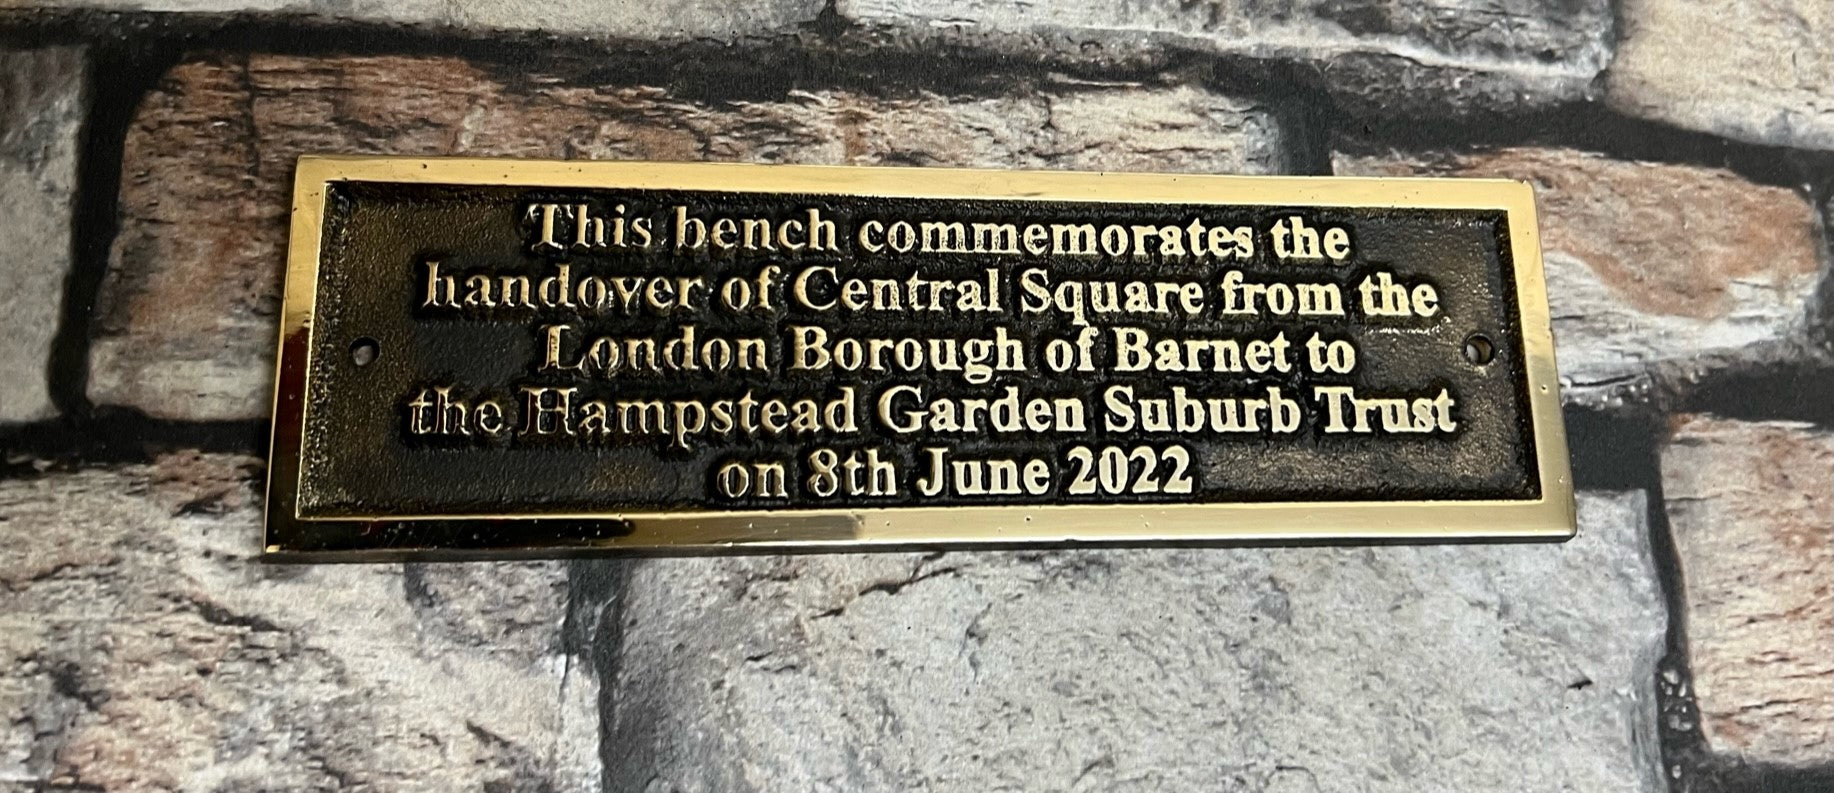 This bench commemorates the
handover of Central Square from the
London Borough of Barnet to
the Hampstead Garden Suburb Trust
on 8th June 2022